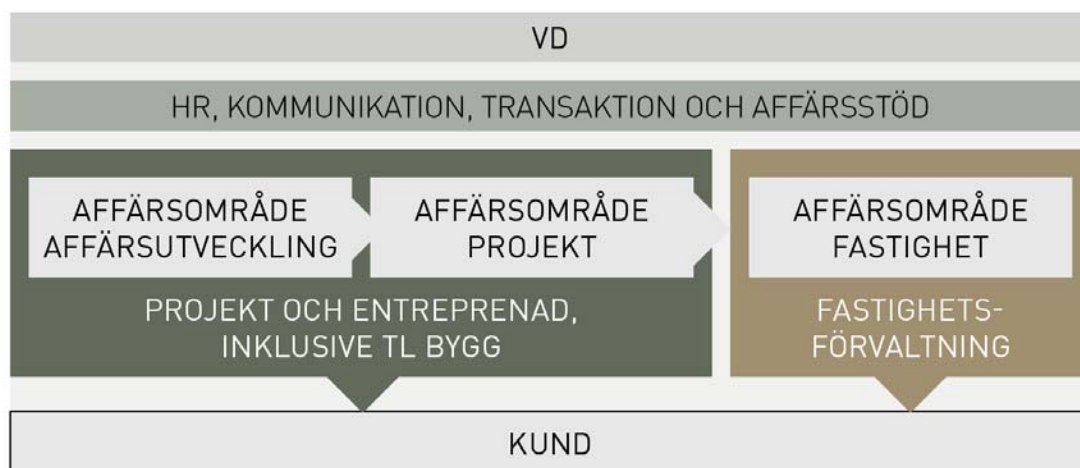 VD
HR, KOMMUNIKATION, TRANSAKTION OCH AFFÄRSSTÖD
AFFÄRSOMRÅDE
AFFÄRSUTVECKLING
AFFÄRSOMRÅDE
PROJEKT
AFFÄRSOMRÅDE
FASTIGHET
PROJEKT OCH ENTREPRENAD,
INKLUSIVE TL BYGG
FASTIGHETS-
FÖRVALTNING
KUND